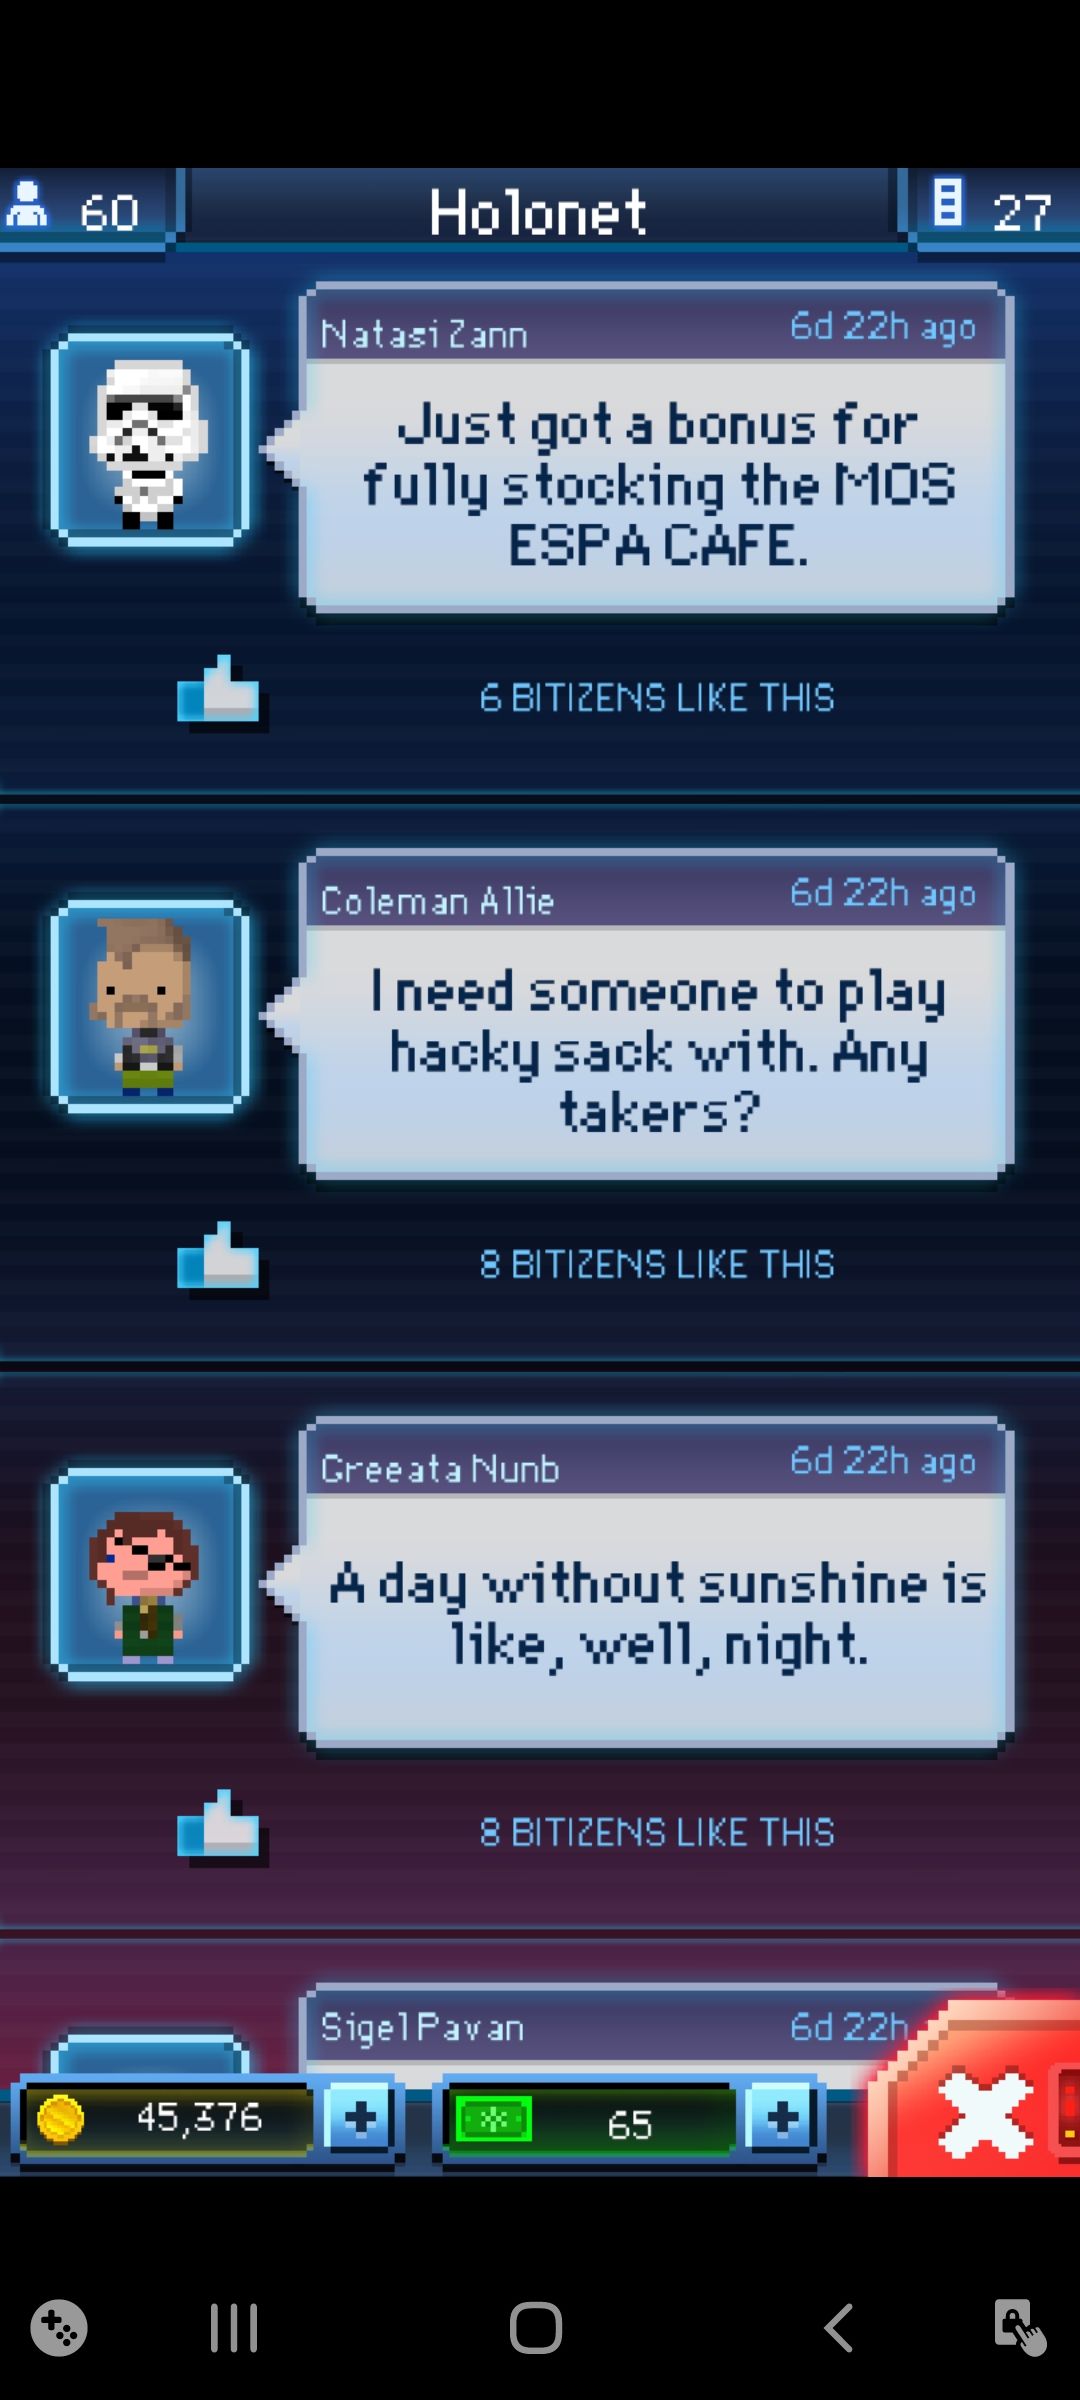 60 Holonet 27
Natasi Zann 6d 22h ago
Just got a bonus for
fully stocking the MOS
ESPA CAFE.
6 BITIZENS LIKE THIS
Coleman Allie 6d 22h ago
I need someone to play
hacky sack with. Any
takers?
8 BITIZENS LIKE THIS
Greeata Nunb 6d 22h ago
A day without sunshine is
like, well, night.
8 BITIZENS LIKE THIS
Sigel Pavan 6d 22h
45,376 + 65 +